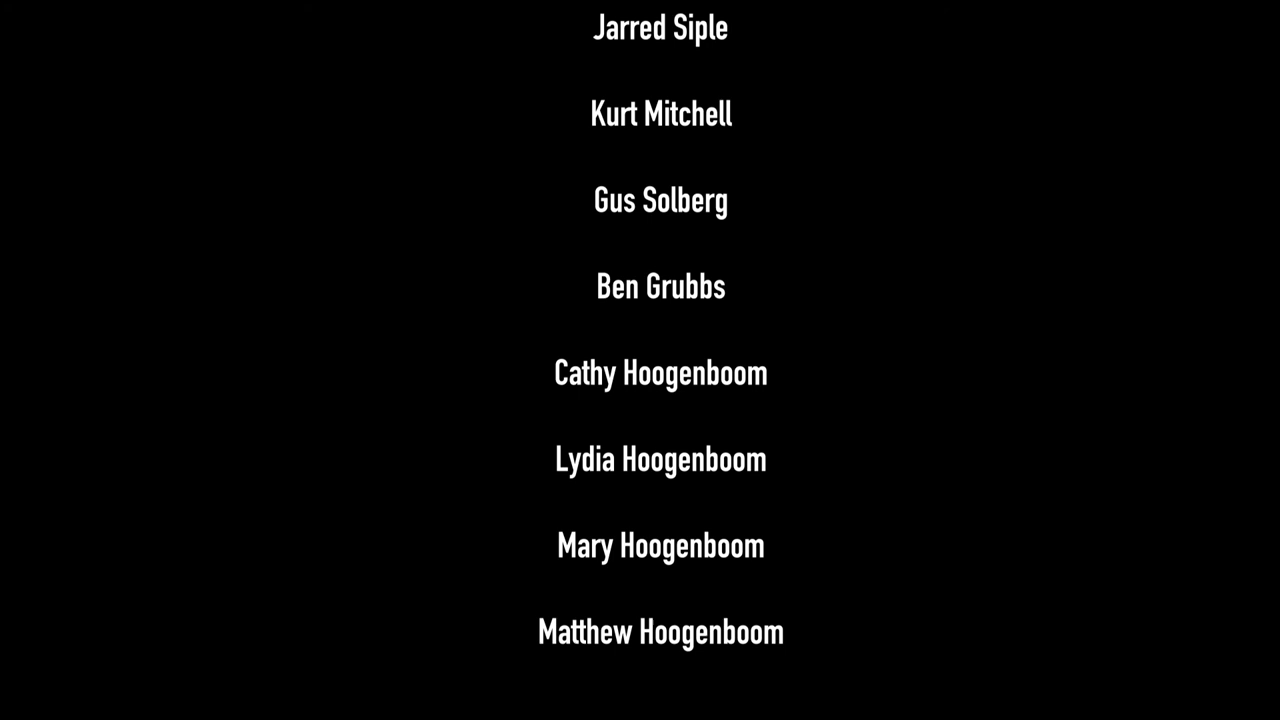 Jarred Siple
Kurt Mitchell
Gus Solberg
Ben Grubbs
Cathy Hoogenboom
Lydia Hoogenboom
Mary Hoogenboom
Matthew Hoogenboom